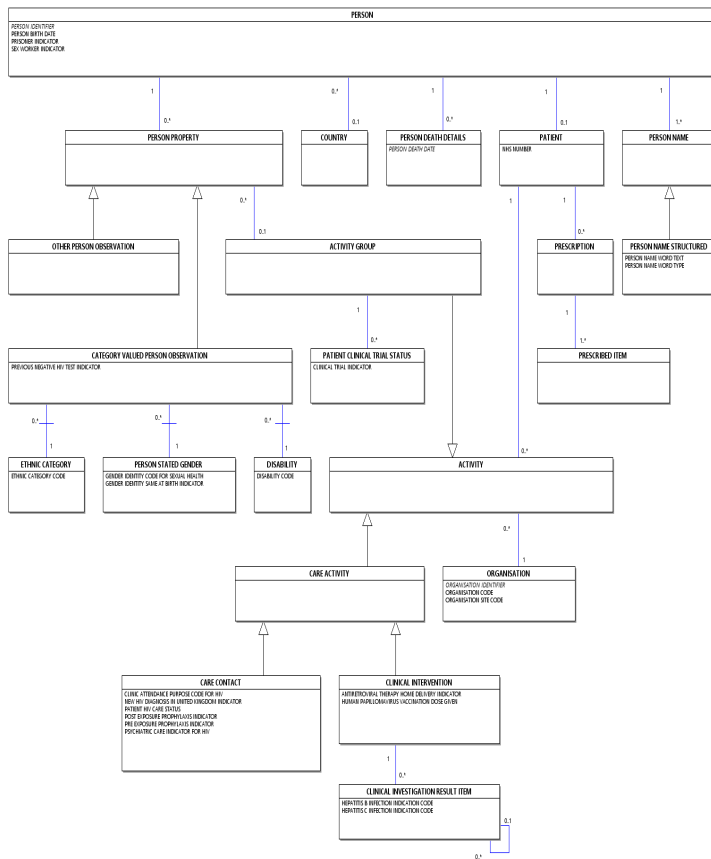 PERSON
PERSON IDENTIFIER
PERSON BIRTH DATE
PRISONER INDICATOR
SEX WORKER INDICATOR
1
0..*
1
1
1
0..*
0..1
0..*
0..1
1..*
PERSON PROPERTY
COUNTRY
PERSON DEATH DETAILS
PERSON DEATH DATE
PATIENT
NHS NUMBER
PERSON NAME
0..*
1
1
0..1
0..*
OTHER PERSON OBSERVATION
ACTIVITY GROUP
PRESCRIPTION
PERSON NAME STRUCTURED
PERSON NAME WORD TEXT
PERSON NAME WORD TYPE
1
1
0..*
1..*
CATEGORY VALUED PERSON OBSERVATION
PREVIOUS NEGATIVE HIV TEST INDICATOR
PATIENT CLINICAL TRIAL STATUS
CLINICAL TRIAL INDICATOR
PRESCRIBED ITEM
0..*
0..*
0..*
1
1
1
0..*
ETHNIC CATEGORY
ETHNIC CATEGORY CODE
PERSON STATED GENDER
GENDER IDENTITY CODE FOR SEXUAL HEALTH
GENDER IDENTITY SAME AT BIRTH INDICATOR
DISABILITY
DISABILITY CODE
ACTIVITY
0..*
1
CARE ACTIVITY
ORGANISATION
ORGANISATION IDENTIFIER
ORGANISATION CODE
ORGANISATION SITE CODE
CARE CONTACT
CLINIC ATTENDANCE PURPOSE CODE FOR HIV
NEW HIV DIAGNOSIS IN UNITED KINGDOM INDICATOR
PATIENT HIV CARE STATUS
POST EXPOSURE PROPHYLAXIS INDICATOR
PRE EXPOSURE PROPHYLAXIS INDICATOR
PSYCHIATRIC CARE INDICATOR FOR HIV
CLINICAL INTERVENTION
ANTIRETROVIRAL THERAPY HOME DELIVERY INDICATOR
HUMAN PAPILLOMAVIRUS VACCINATION DOSE GIVEN
1
0..*
CLINICAL INVESTIGATION RESULT ITEM
HEPATITIS B INFECTION INDICATION CODE
HEPATITIS C INFECTION INDICATION CODE
0..1
0..*